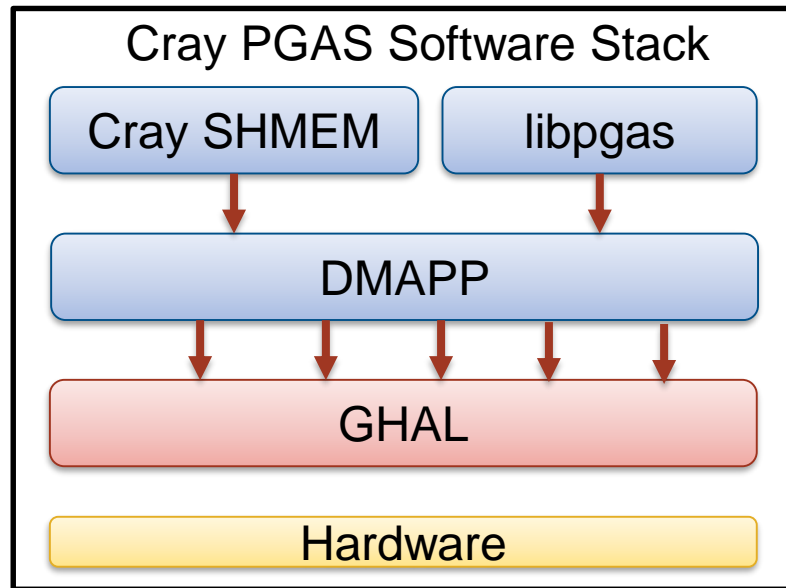 Cray PGAS Software Stack
Cray SHMEM
libpgas
DMAPP
GHAL
Hardware